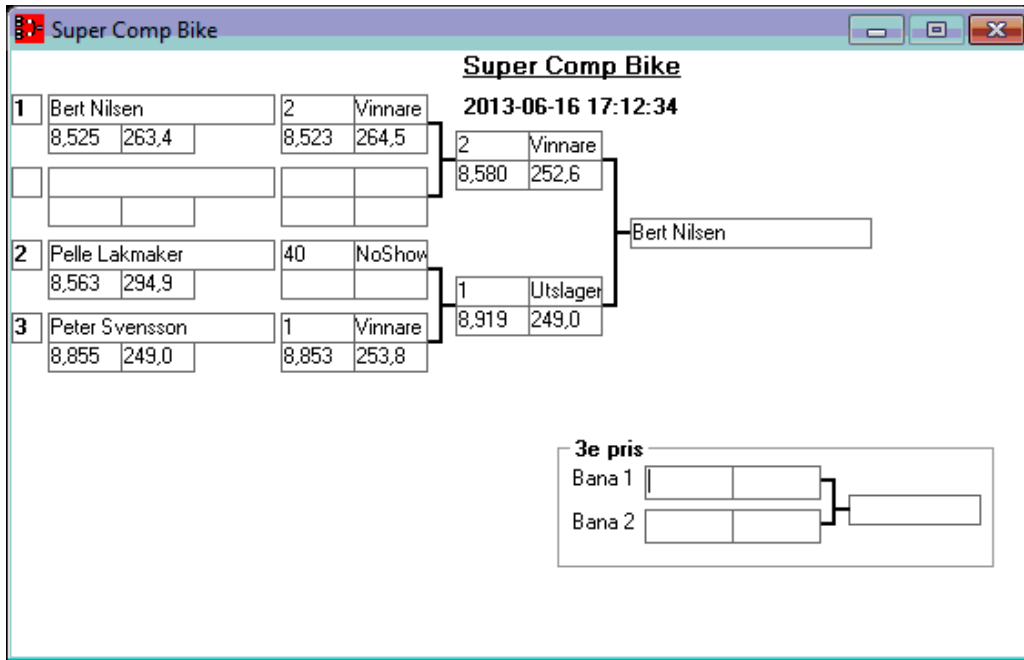 Super Comp Bike
Super Comp Bike
2013-06-16 17:12:34
1 Bert Nilsen 2 Vinnare
8,525 263,4 8,523 264,5
2 Vinnare
8,580 252,6
Bert Nilsen
2 Pelle Lakmaker 40 NoShow
8,563 294,9
1 Utslager
8,919 249,0
3 Peter Svensson 1 Vinnare
8,855 249,0 8,853 253,8
3e pris
Bana 1
Bana 2